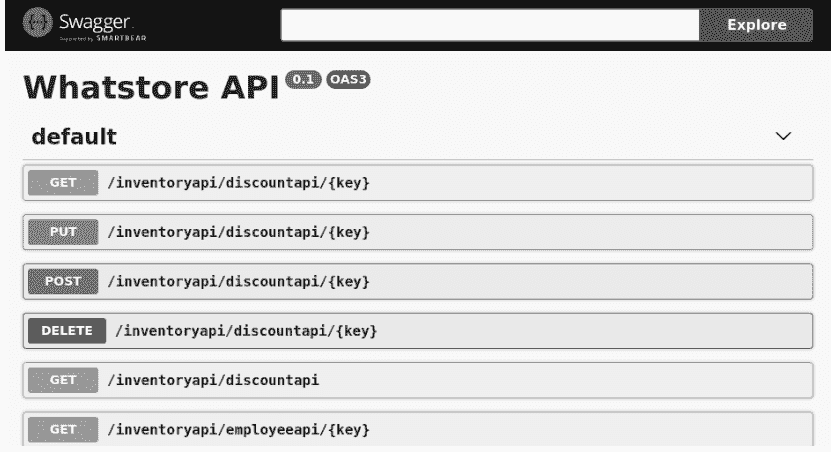 Swagger
Supported by SMARTBEAR
Explore
Whatstore API 0.1 OAS3
default
GET /inventoryapi/discountapi/{key}
PUT /inventoryapi/discountapi/{key}
POST /inventoryapi/discountapi/{key}
DELETE /inventoryapi/discountapi/{key}
GET /inventoryapi/discountapi
GET /inventoryapi/employeeapi/{key}